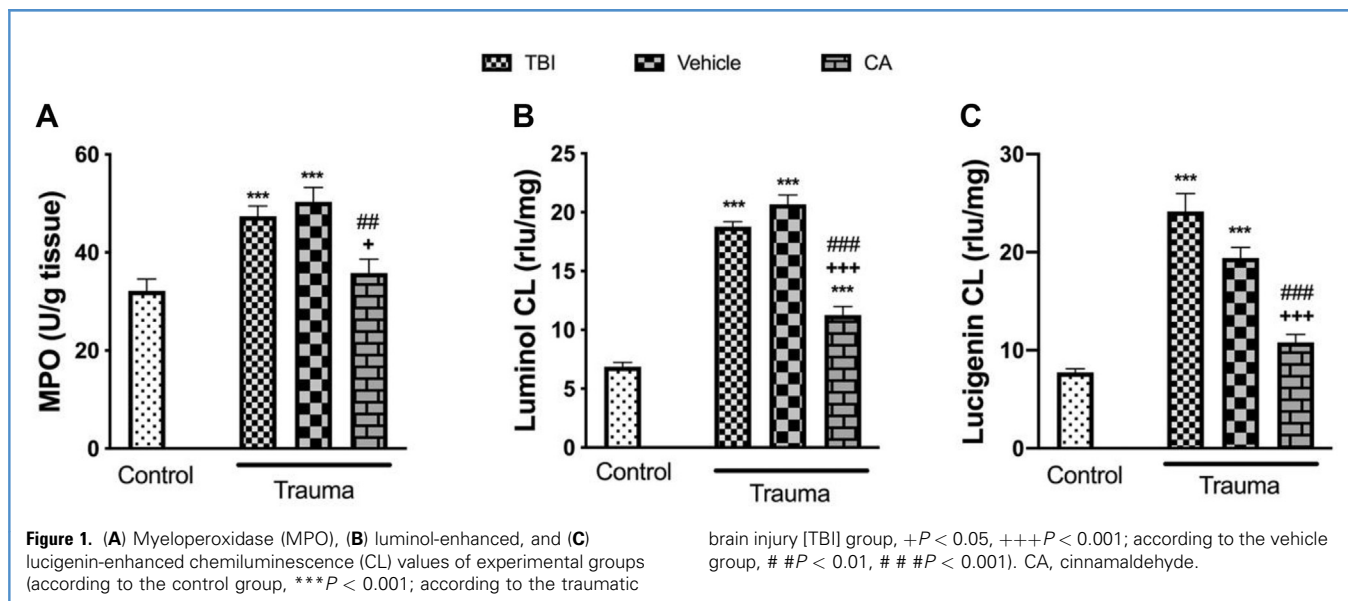 TBI Vehicle CA
A
MPO (U/g tissue)
60
40
20
0
***
***
##
+
Control
Trauma
B
Luminol CL (rlu/mg)
25
20
15
10
5
0
***
***
###
+++
***
Control
Trauma
C
Lucigenin CL (rlu/mg)
30
20
10
0
***
***
###
+++
Control
Trauma
Figure 1. (A) Myeloperoxidase (MPO), (B) luminol-enhanced, and (C)
lucigenin-enhanced chemiluminescence (CL) values of experimental groups
(according to the control group, ***P < 0.001; according to the traumatic
brain injury [TBI] group, +P < 0.05, +++P < 0.001; according to the vehicle
group, # #P < 0.01, # # #P < 0.001). CA, cinnamaldehyde.